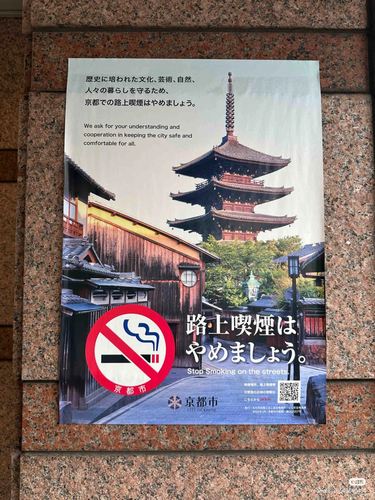 歴史に培われた文化、芸術、自然、
人々の暮らしを守るため、
京都での路上喫煙はやめましょう。
We ask for your understanding and
cooperation in keeping the city safe and
comfortable for all.
路上喫煙は
やめましょう。
Stop Smoking on the streets.
京都市
京都市